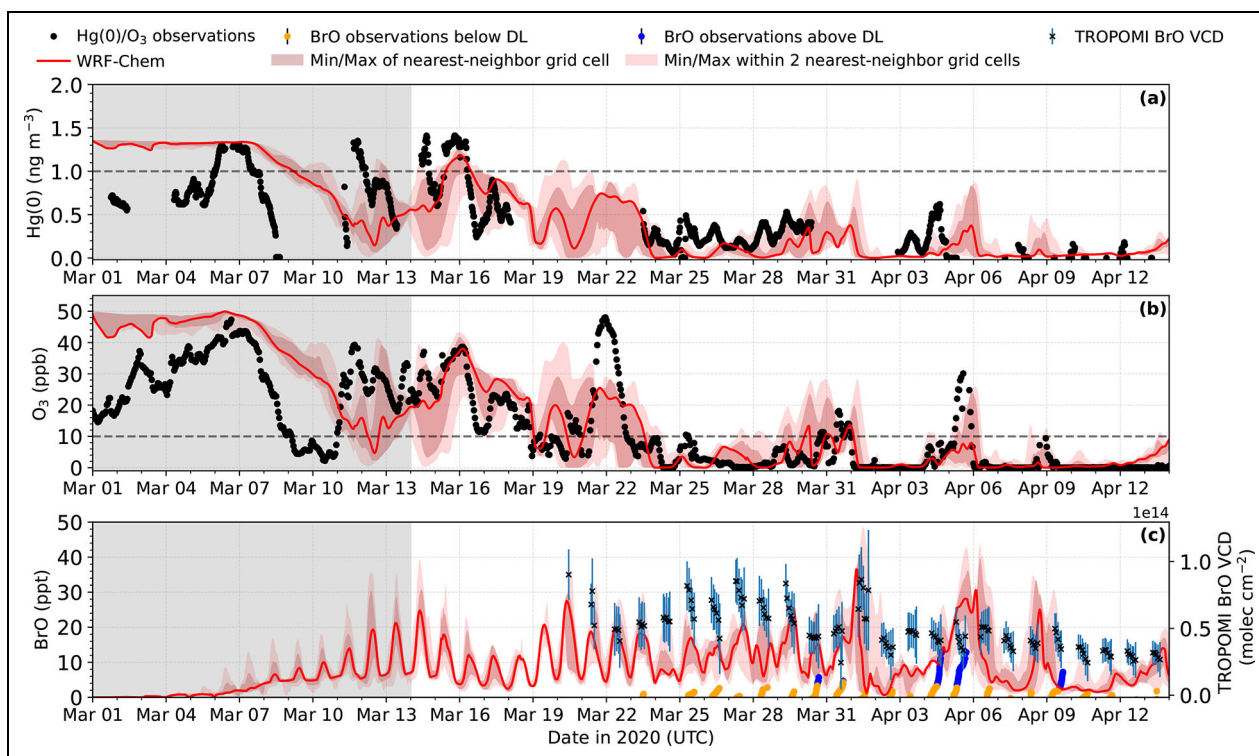 Hg(0)/O₃ observations BrO observations below DL BrO observations above DL TROPOMI BrO VCD
WRF-Chem Min/Max of nearest-neighbor grid cell Min/Max within 2 nearest-neighbor grid cells
(a)
Hg(0) (ng m⁻³)
2.0
1.5
1.0
0.5
0.0
Mar 01 Mar 04 Mar 07 Mar 10 Mar 13 Mar 16 Mar 19 Mar 22 Mar 25 Mar 28 Mar 31 Apr 03 Apr 06 Apr 09 Apr 12
(b)
O₃ (ppb)
50
40
30
20
10
0
Mar 01 Mar 04 Mar 07 Mar 10 Mar 13 Mar 16 Mar 19 Mar 22 Mar 25 Mar 28 Mar 31 Apr 03 Apr 06 Apr 09 Apr 12
1e14
(c)
BrO (ppt)
50
40
30
20
10
0
1.0
0.5
0.0
TROPOMI BrO VCD
(molec cm⁻²)
Mar 01 Mar 04 Mar 07 Mar 10 Mar 13 Mar 16 Mar 19 Mar 22 Mar 25 Mar 28 Mar 31 Apr 03 Apr 06 Apr 09 Apr 12
Date in 2020 (UTC)